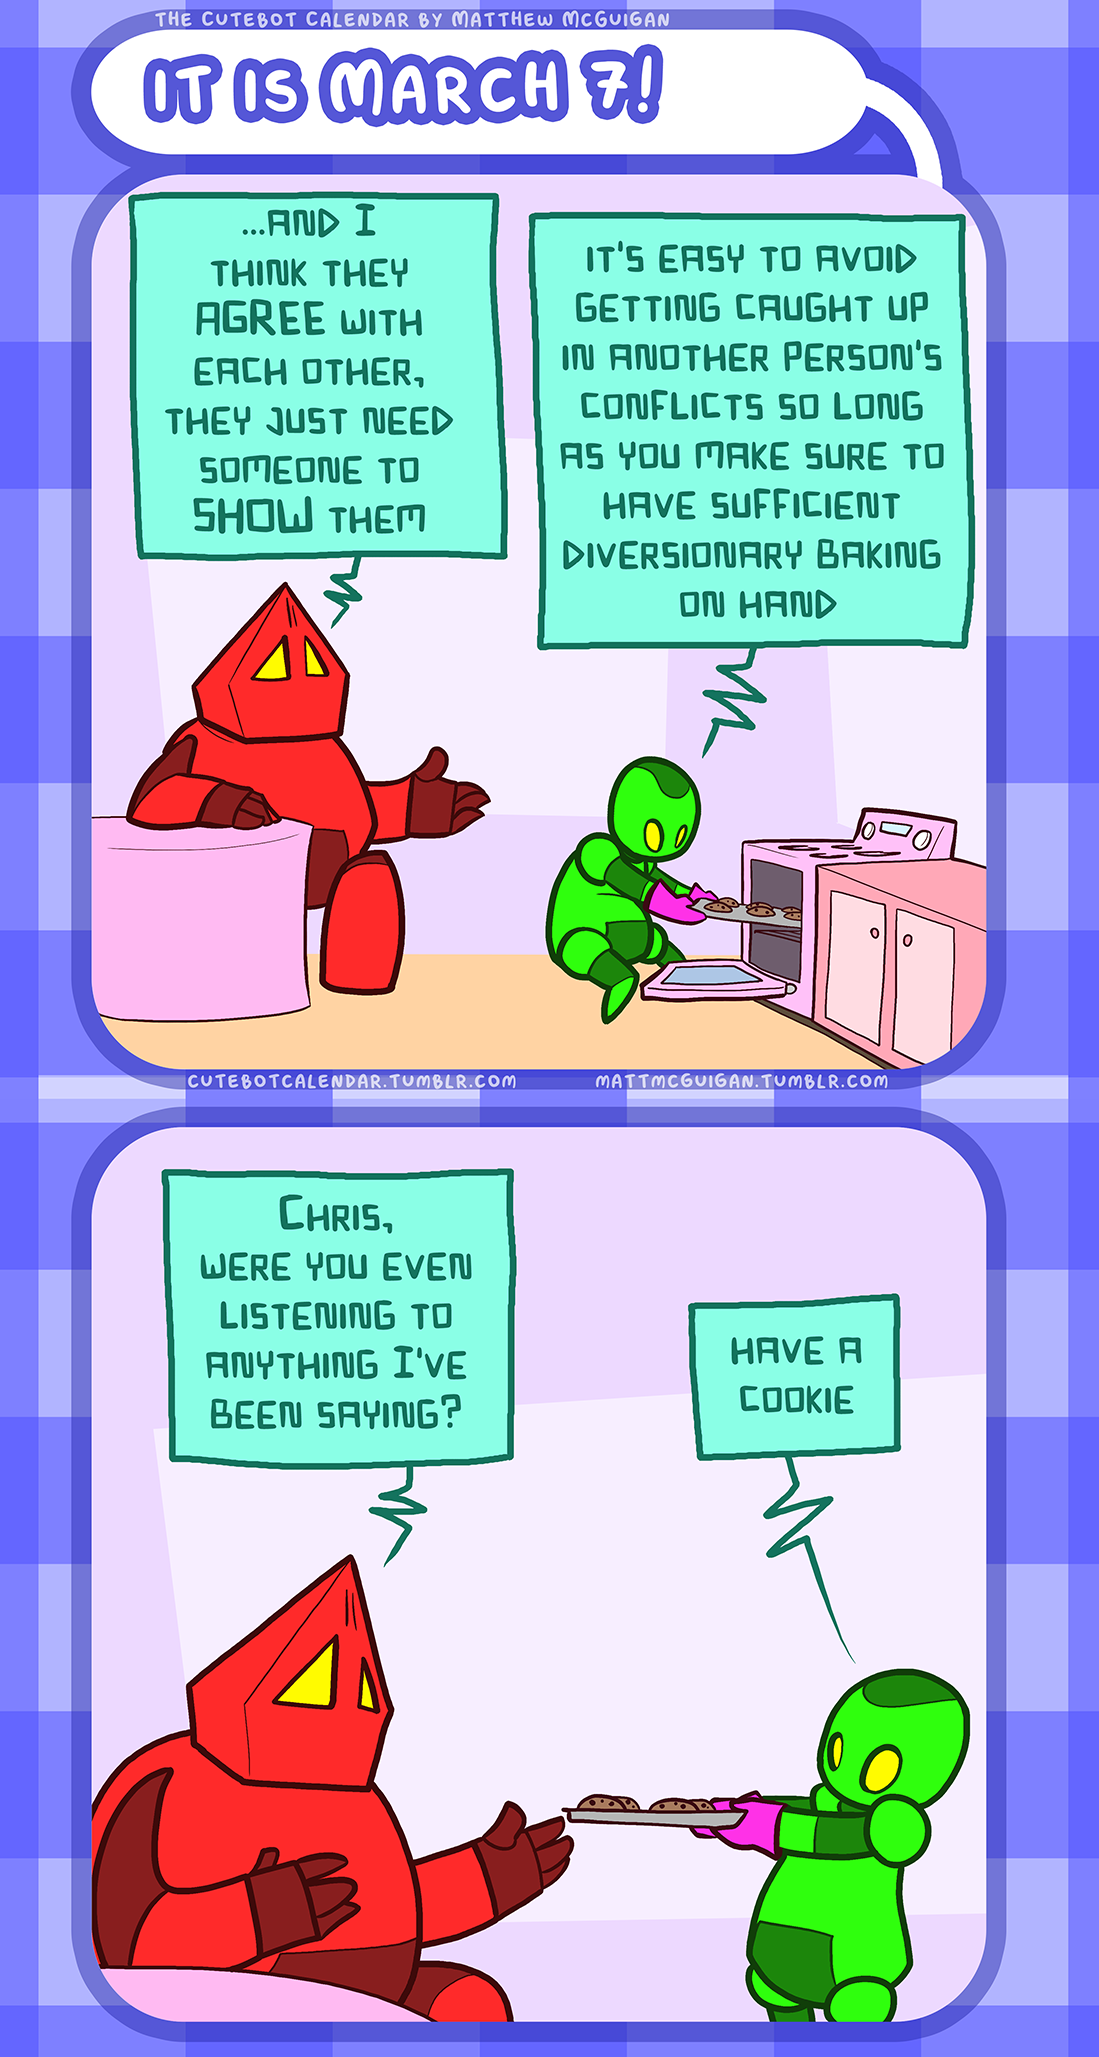 THE CUTEBOT CALENDAR BY MATTHEW MCGUIGAN
IT IS MARCH 7!
...AND I
THINK THEY
AGREE WITH
EACH OTHER,
THEY JUST NEED
SOMEONE TO
SHOW THEM
IT'S EASY TO AVOID
GETTING CAUGHT UP
IN ANOTHER PERSON'S
CONFLICTS SO LONG
AS YOU MAKE SURE TO
HAVE SUFFICIENT
DIVERSIONARY BAKING
ON HAND
CUTEBOTCALENDAR.TUMBLR.COM
MATTMCGUIGAN.TUMBLR.COM
CHRIS,
WERE YOU EVEN
LISTENING TO
ANYTHING I'VE
BEEN SAYING?
HAVE A
COOKIE